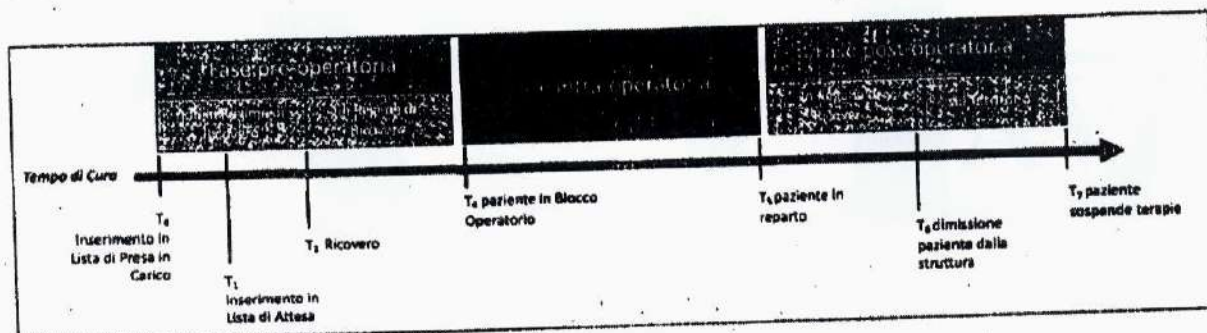 Fase pre-operatoria
intra-operatoria
Fase post-operatoria
Tempo di Cura
T₀
Inserimento in
Lista di Presa in
Carico
T₁
Inserimento in
Lista di Attesa
Ricovero
T₄ paziente in Blocco
Operatorio
T₅ paziente in
reparto
T₆ dimissione
paziente dalla
struttura
T₇ paziente
sospende terapie